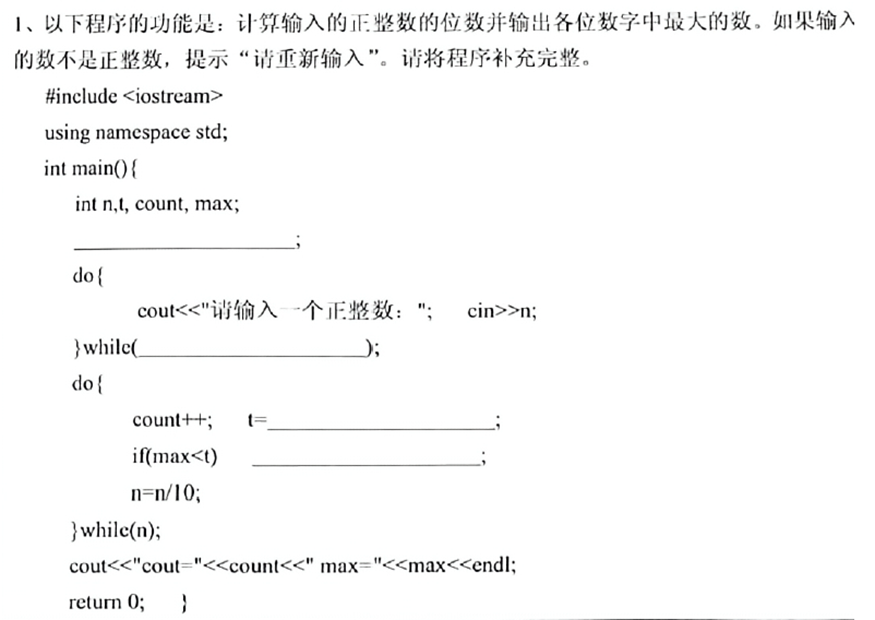 1、以下程序的功能是：计算输入的正整数的位数并输出各位数字中最大的数。如果输入
的数不是正整数，提示“请重新输入”。请将程序补充完整。
#include <iostream>
using namespace std;
int main(){
int n,t, count, max;
____________________;
do{
cout<<"请输入一个正整数："; cin>>n;
}while(____________________);
do{
count++; t=____________________;
if(max<t) ____________________;
n=n/10;
}while(n);
cout<<"cout="<<count<<" max="<<max<<endl;
return 0; }